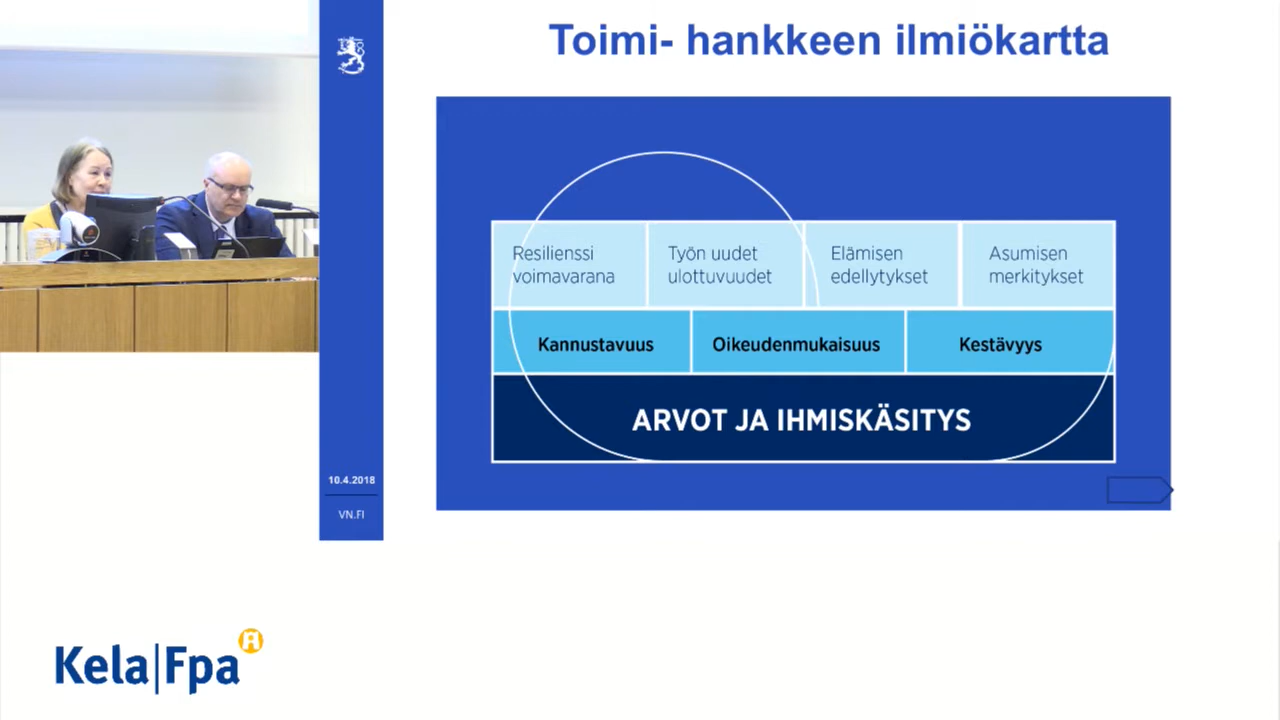 Toimi- hankkeen ilmiökartta
Resilienssi
voimavarana
Työn uudet
ulottuvuudet
Elämisen
edellytykset
Asumisen
merkitykset
Kannustavuus
Oikeudenmukaisuus
Kestävyys
ARVOT JA IHMISKÄSITYS
10.4.2018
VN.FI
Kela|Fpa